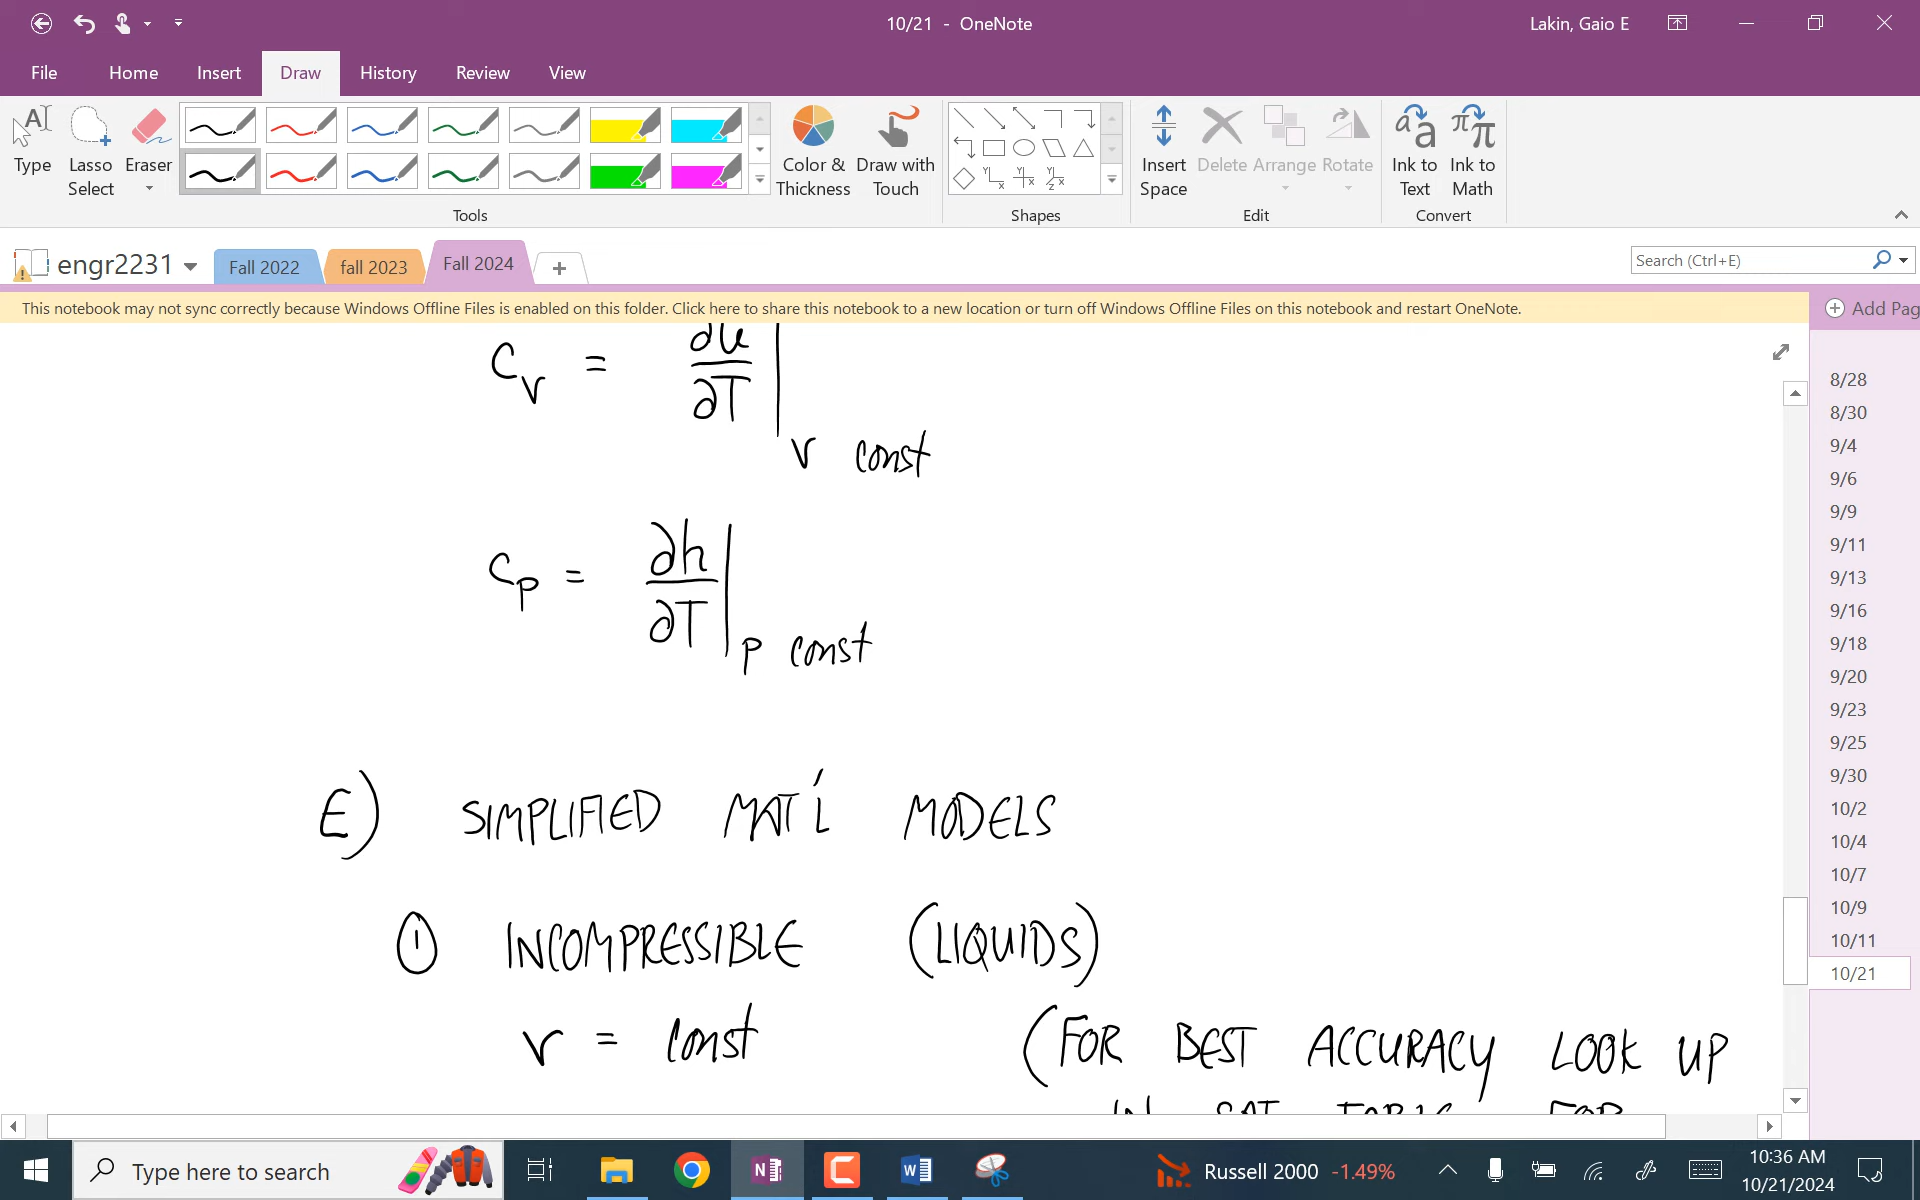 10/21 - OneNote
Lakin, Gaio E
File Home Insert Draw History Review View
Type
Lasso Select
Eraser
Color & Thickness
Draw with Touch
Insert Space
Delete
Arrange
Rotate
Ink to Text
Ink to Math
Tools
Shapes
Edit
Convert
engr2231
Fall 2022
fall 2023
Fall 2024
Search (Ctrl+E)
This notebook may not sync correctly because Windows Offline Files is enabled on this folder. Click here to share this notebook to a new location or turn off Windows Offline Files on this notebook and restart OneNote.
Add Pag
8/28
8/30
9/4
9/6
9/9
9/11
9/13
9/16
9/18
9/20
9/23
9/25
9/30
10/2
10/4
10/7
10/9
10/11
10/21
Cv = ∂u/∂T | v const
Cp = ∂h/∂T | p const
E) SIMPLIFIED MAT'L MODELS
① INCOMPRESSIBLE (LIQUIDS)
v = const (FOR BEST ACCURACY LOOK UP
Type here to search
Russell 2000 -1.49%
10:36 AM
10/21/2024